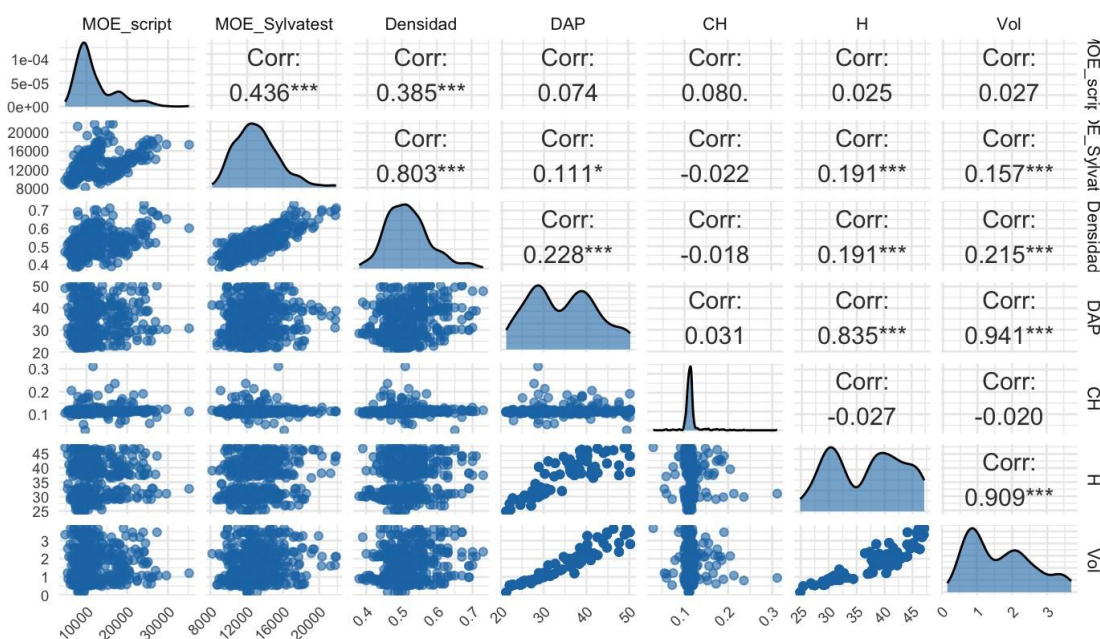 MOE_script MOE_Sylvatest Densidad DAP CH H Vol
1e-04
5e-05
0e+00
Corr: Corr: Corr: Corr: Corr: Corr:
0.436*** 0.385*** 0.074 0.080. 0.025 0.027
MOE_script
20000
16000
12000
8000
Corr: Corr: Corr: Corr: Corr:
0.803*** 0.111* -0.022 0.191*** 0.157***
OE_Sylvat
0.7
0.6
0.5
0.4
Corr: Corr: Corr: Corr:
0.228*** -0.018 0.191*** 0.215***
Densidad
50
40
30
20
Corr: Corr: Corr:
0.031 0.835*** 0.941***
DAP
0.3
0.2
0.1
Corr: Corr:
-0.027 -0.020
CH
45
40
35
30
25
Corr:
0.909***
H
3
2
1
0
Vol
10000 20000 30000 8000 12000 16000 20000 0.4 0.5 0.6 0.7 20 30 40 50 0.1 0.2 0.3 25 30 35 40 45 0 1 2 3